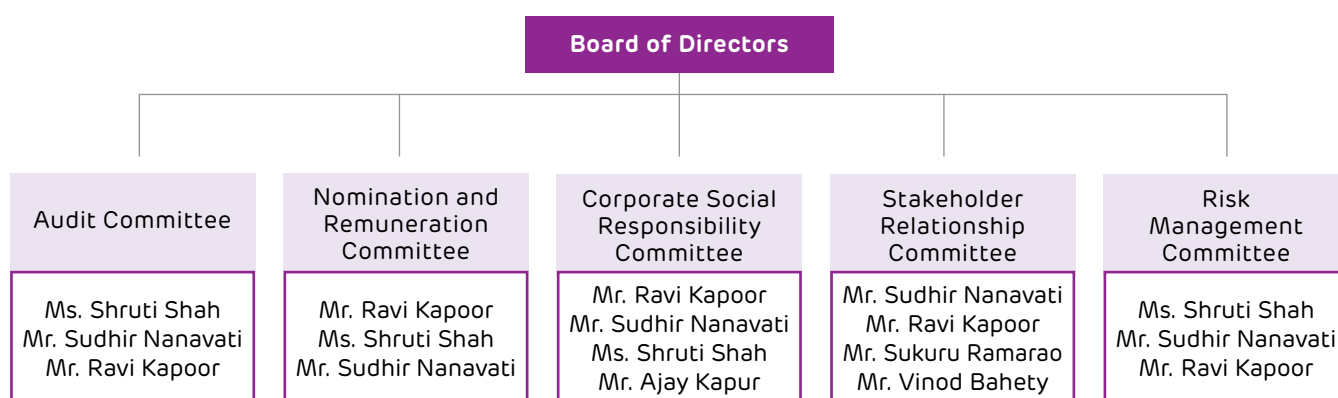 Board of Directors
Audit Committee
Ms. Shruti Shah
Mr. Sudhir Nanavati
Mr. Ravi Kapoor
Nomination and
Remuneration
Committee
Mr. Ravi Kapoor
Ms. Shruti Shah
Mr. Sudhir Nanavati
Corporate Social
Responsibility
Committee
Mr. Ravi Kapoor
Mr. Sudhir Nanavati
Ms. Shruti Shah
Mr. Ajay Kapur
Stakeholder
Relationship
Committee
Mr. Sudhir Nanavati
Mr. Ravi Kapoor
Mr. Sukuru Ramarao
Mr. Vinod Bahety
Risk
Management
Committee
Ms. Shruti Shah
Mr. Sudhir Nanavati
Mr. Ravi Kapoor